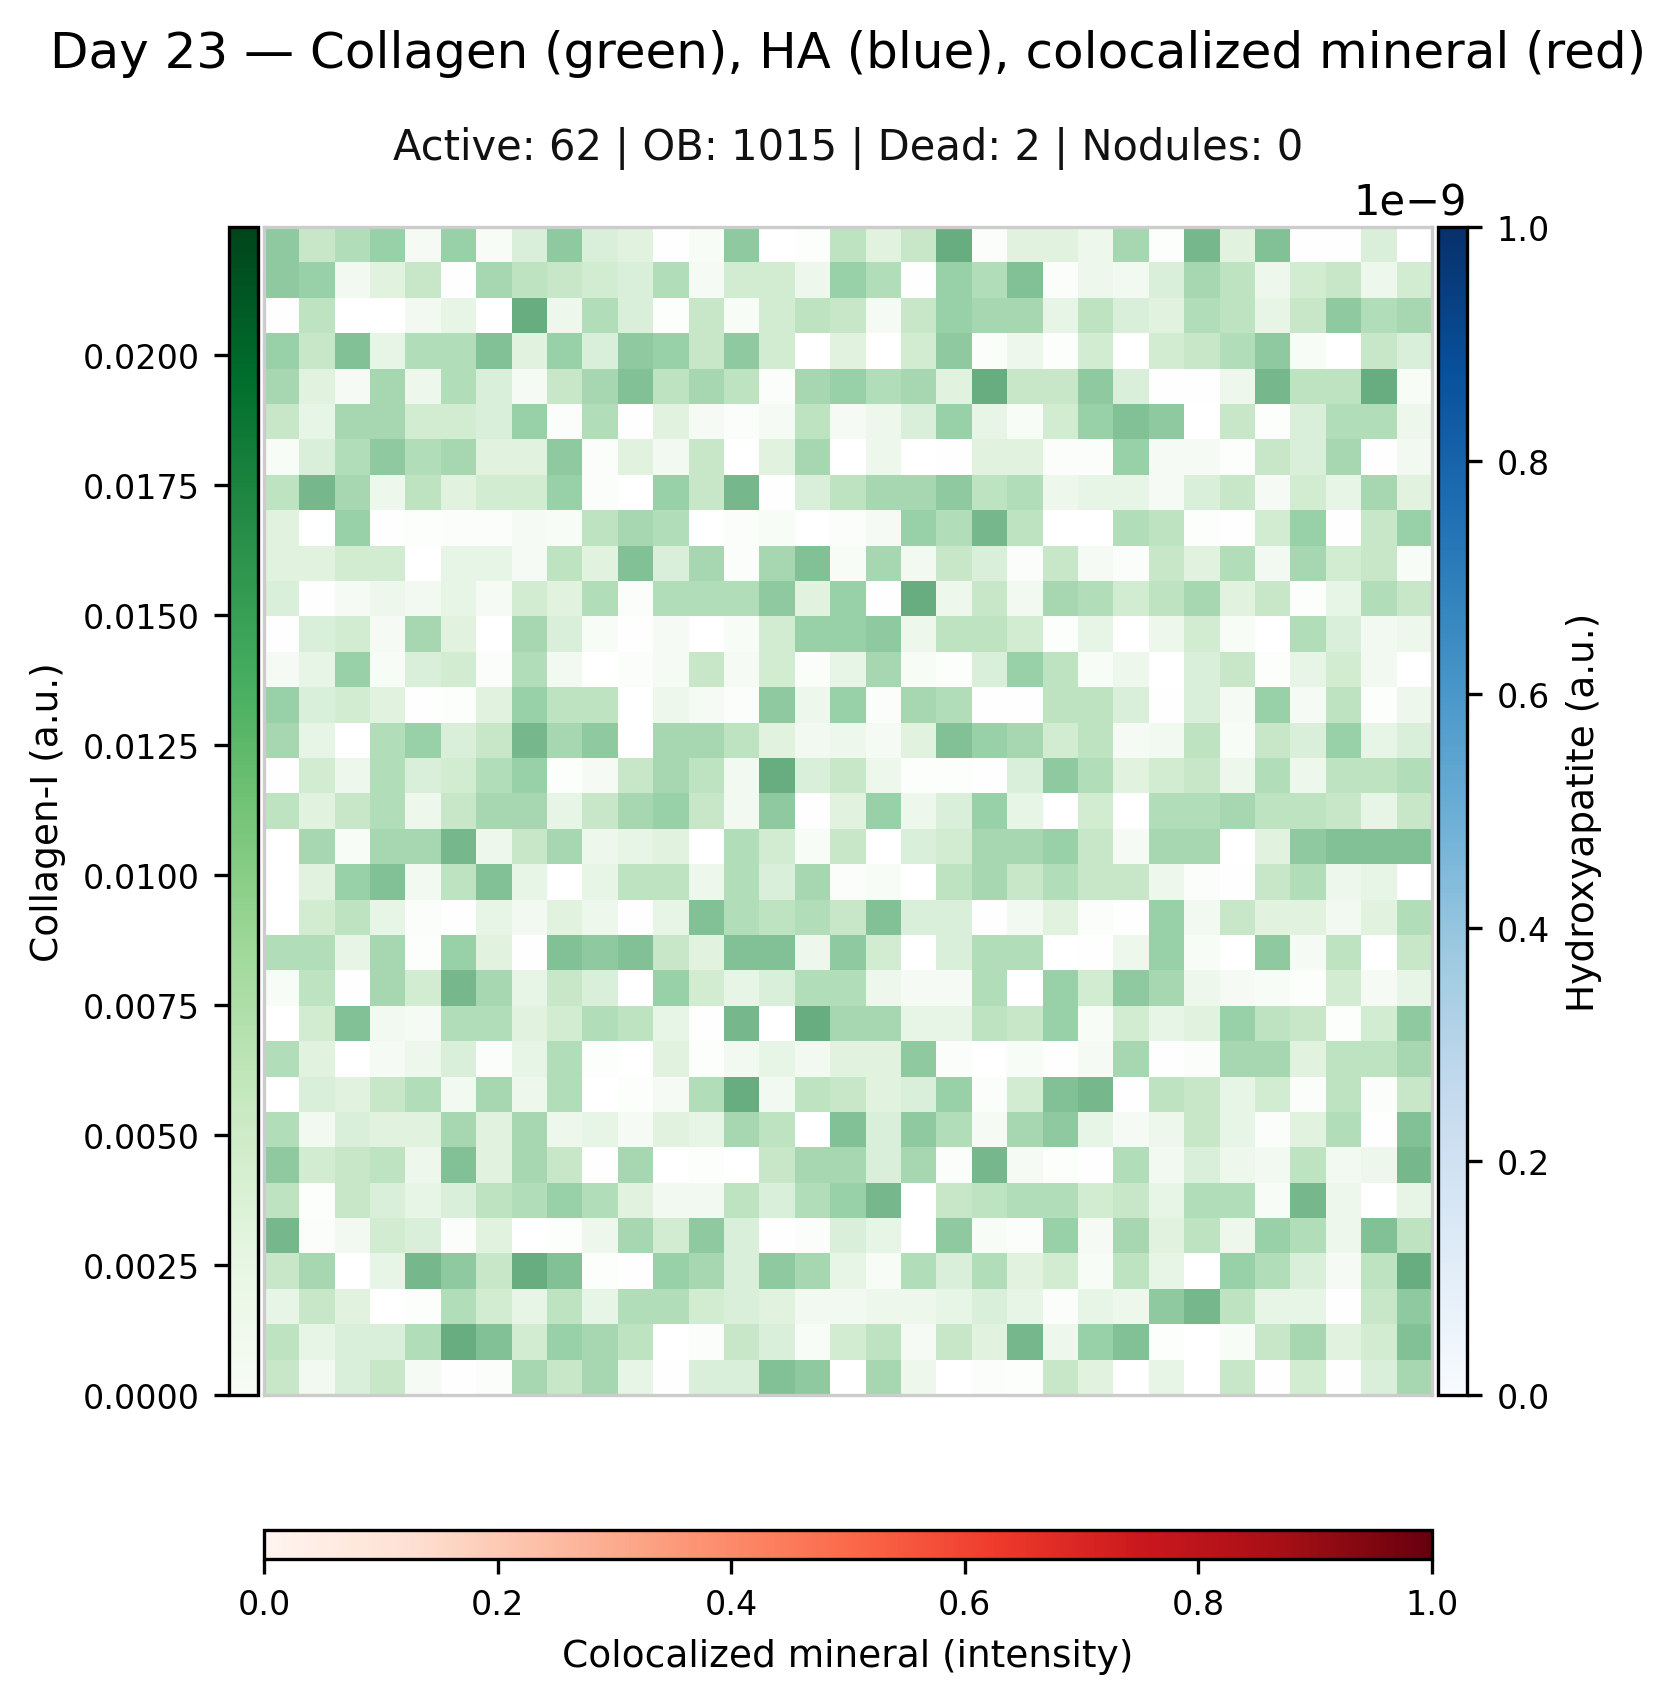 Day 23 — Collagen (green), HA (blue), colocalized mineral (red)
Active: 62 | OB: 1015 | Dead: 2 | Nodules: 0
1e−9
0.0200
0.0175
0.0150
0.0125
0.0100
0.0075
0.0050
0.0025
0.0000
Collagen-I (a.u.)
1.0
0.8
0.6
0.4
0.2
0.0
Hydroxyapatite (a.u.)
0.0 0.2 0.4 0.6 0.8 1.0
Colocalized mineral (intensity)